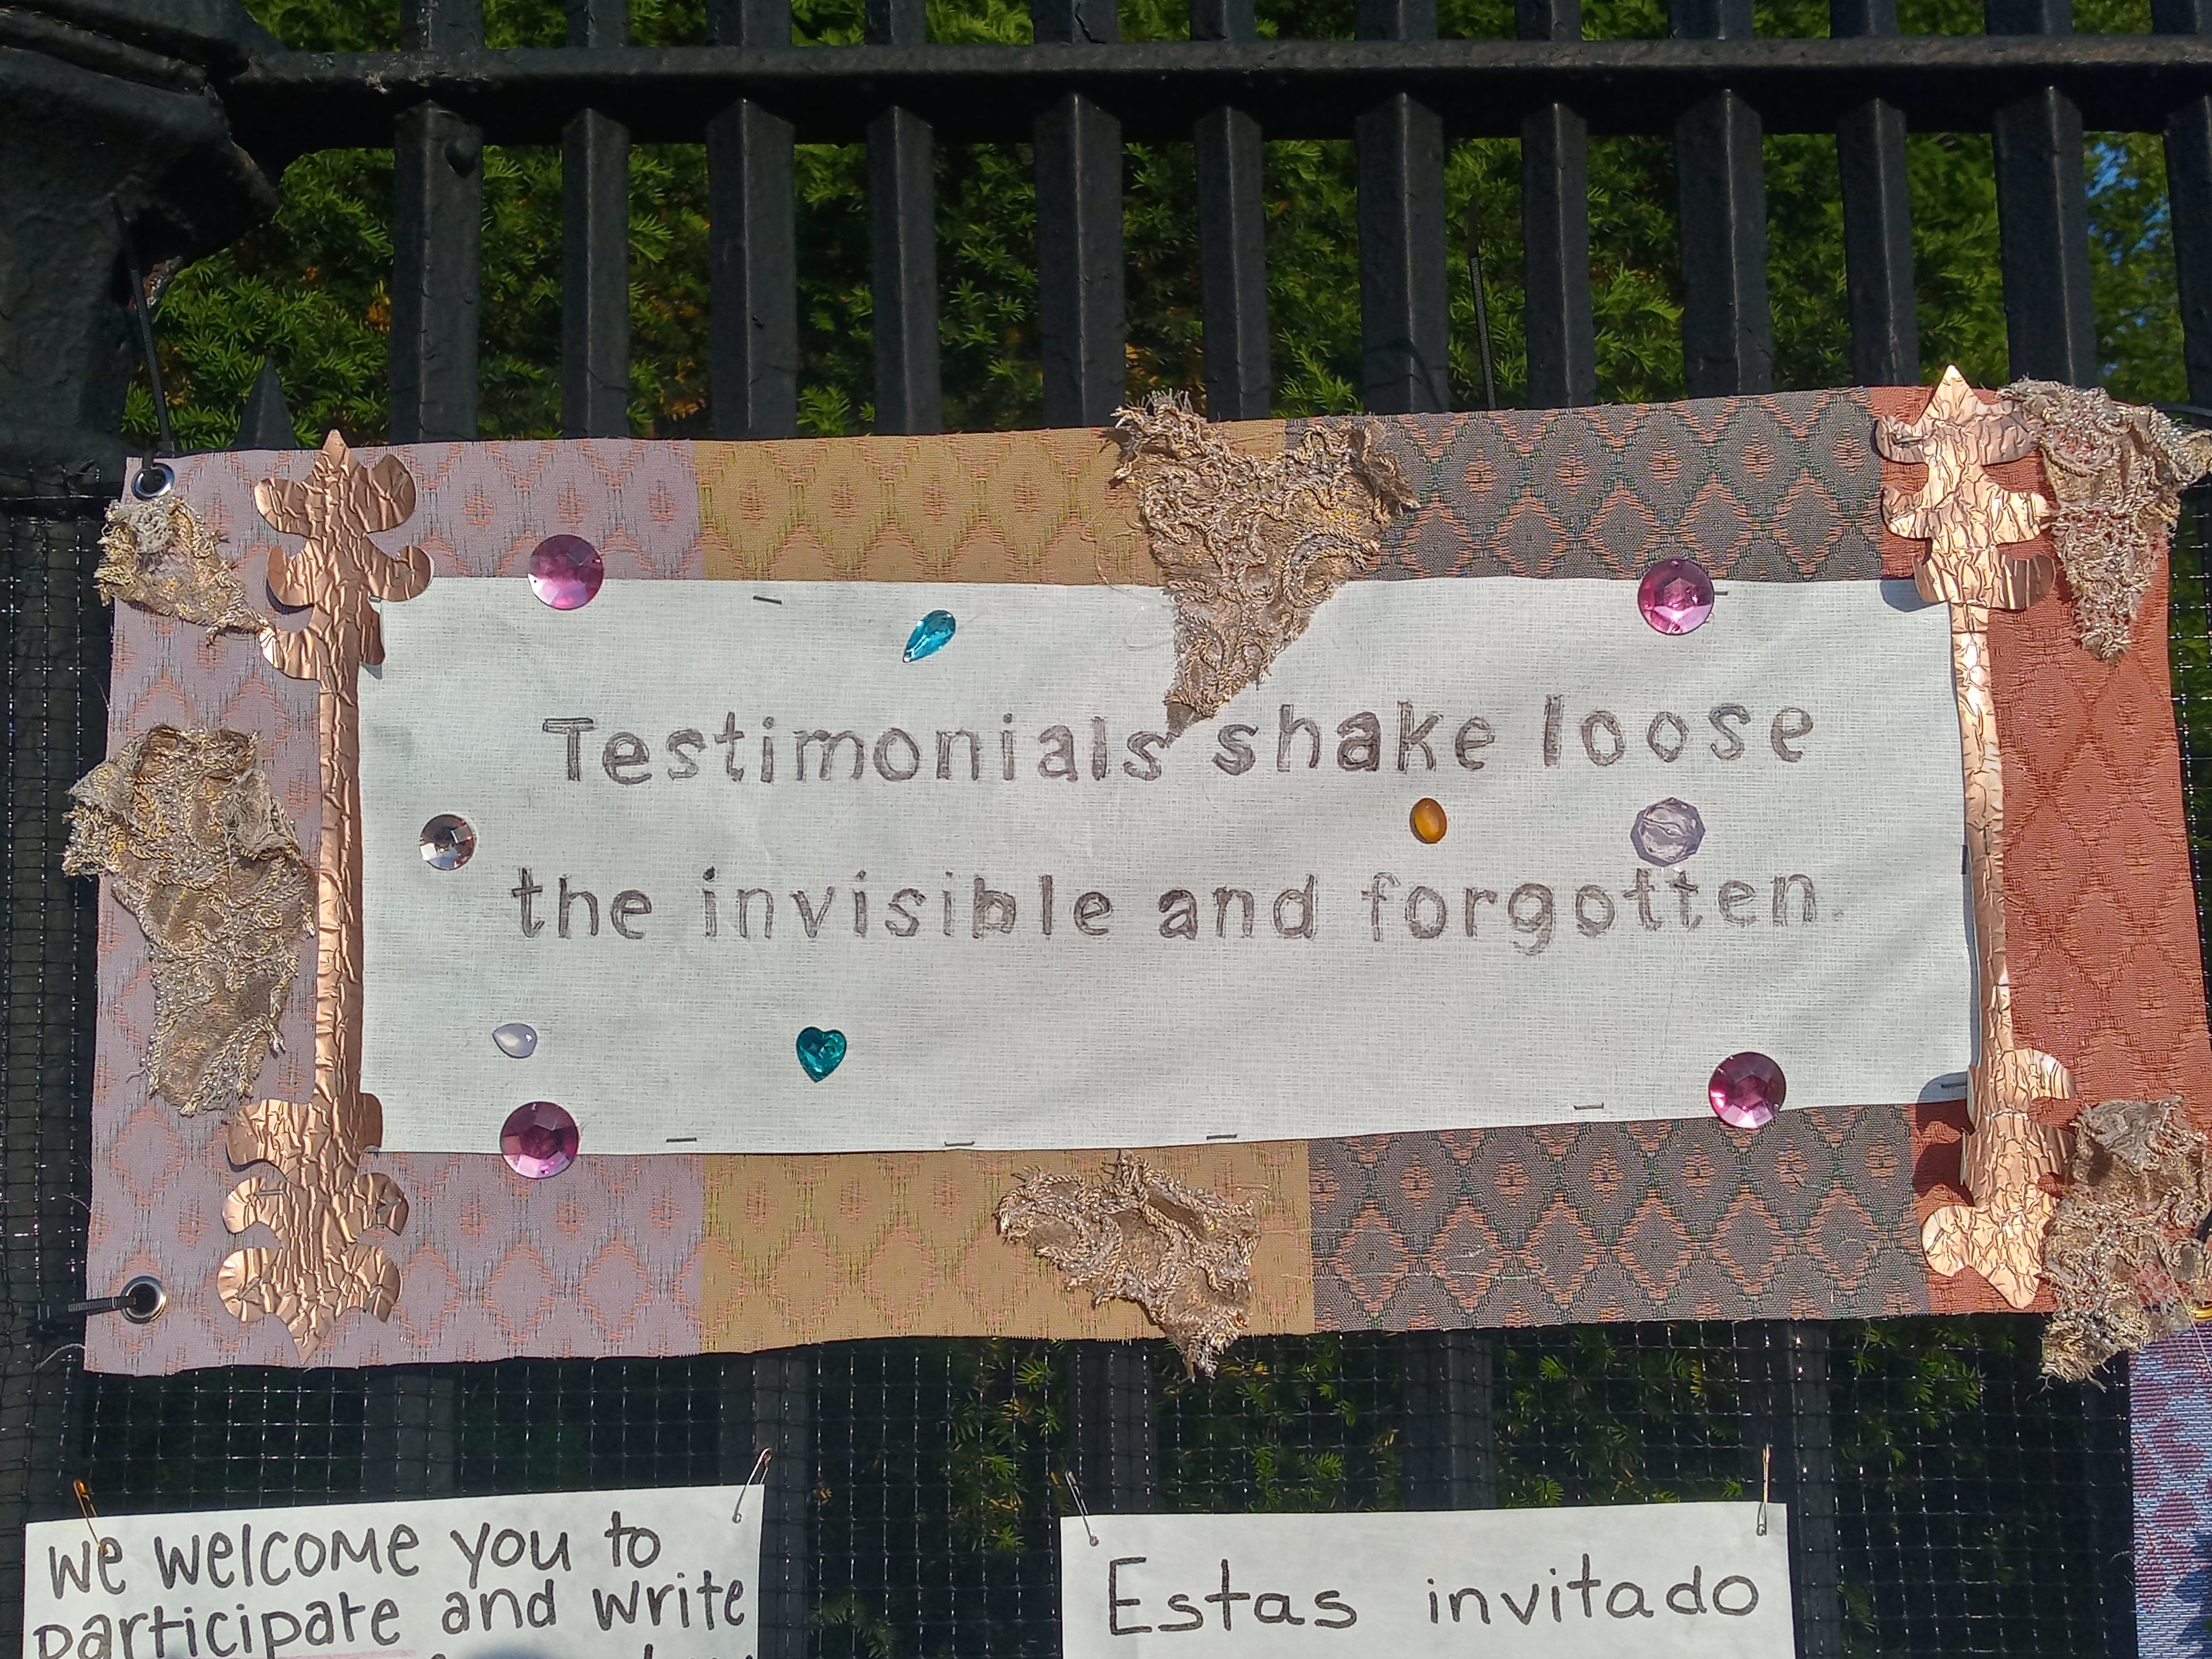 Testimonials shake loose
the invisible and forgotten.
We welcome you to
participate and write
Estas invitado